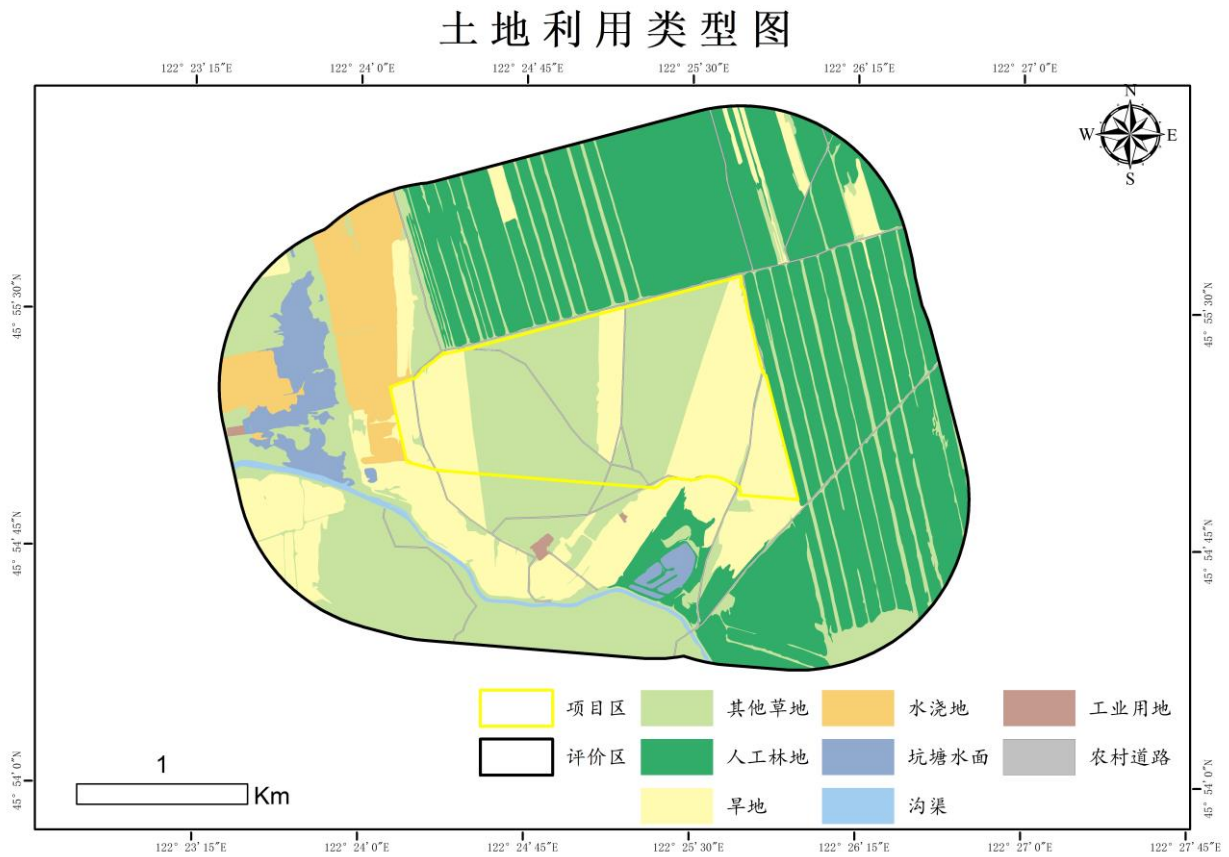 土地利用类型图
122° 23′15″E 122° 24′0″E 122° 24′45″E 122° 25′30″E 122° 26′15″E 122° 27′0″E
N
W E
S
45° 55′30″N 45° 55′30″N
45° 54′45″N 45° 54′45″N
45° 54′0″N 45° 54′0″N
项目区 其他草地 水浇地 工业用地
评价区 人工林地 坑塘水面 农村道路
旱地 沟渠
1
Km
122° 23′15″E 122° 24′0″E 122° 24′45″E 122° 25′30″E 122° 26′15″E 122° 27′0″E 122° 27′45″E